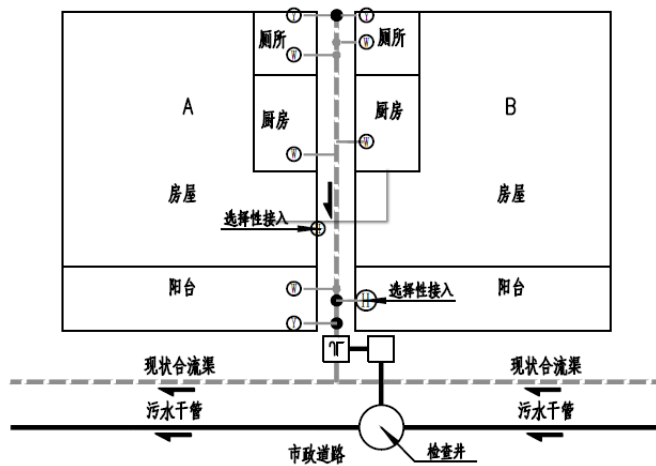 Y
Y
厕所
厕所
W
W
A
B
厨房
厨房
W
W
房屋
房屋
选择性接入
阳台
W
阳台
选择性接入
Y
现状合流渠
现状合流渠
污水干管
污水干管
市政道路
检查井